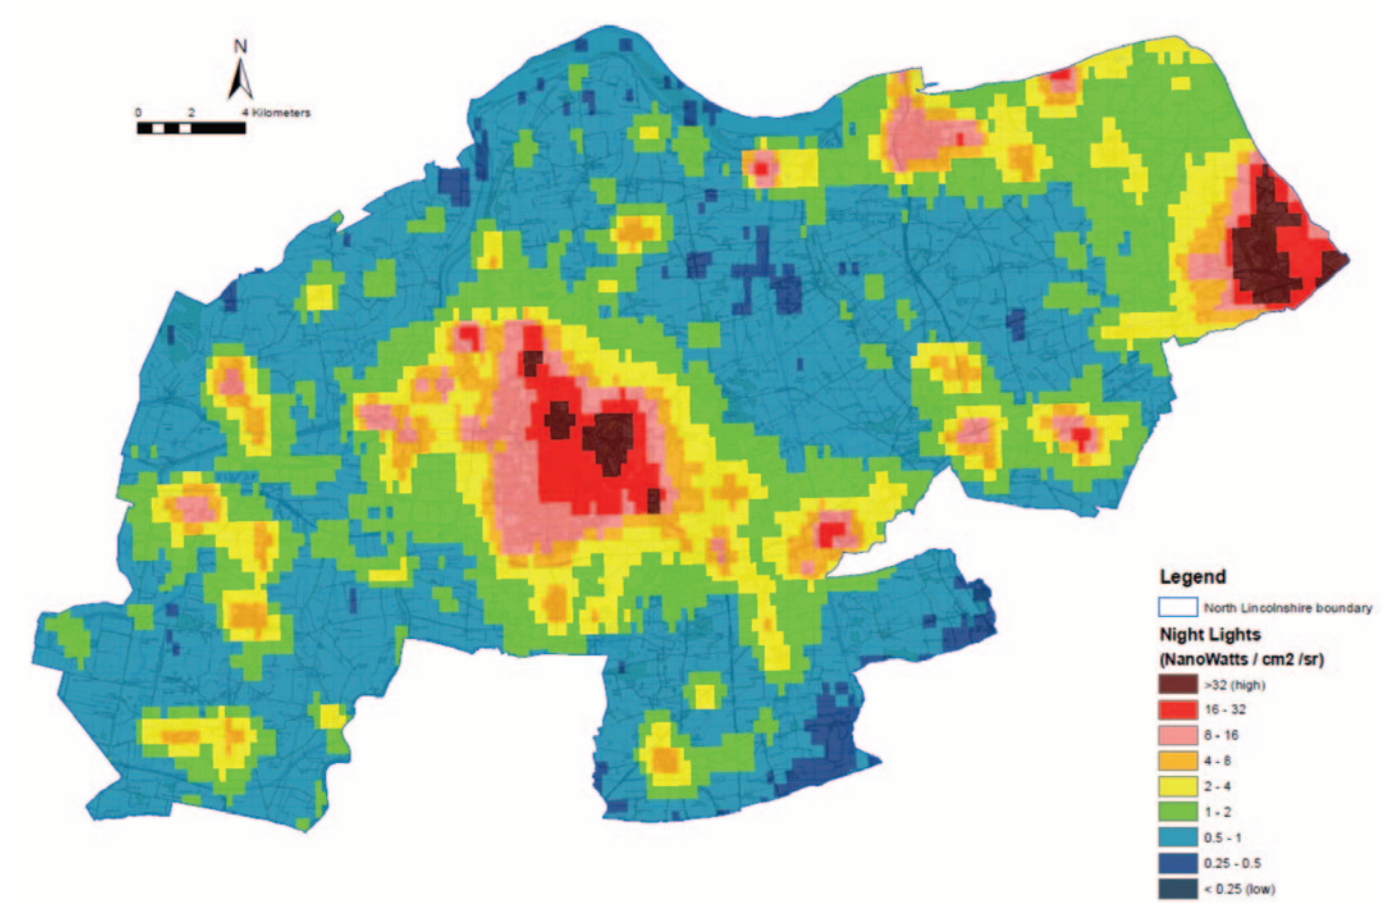 N
0 2 4 Kilometers
Legend
North Lincolnshire boundary
Night Lights
(NanoWatts / cm2 /sr)
>32 (high)
16 - 32
8 - 16
4 - 8
2 - 4
1 - 2
0.5 - 1
0.25 - 0.5
< 0.25 (low)